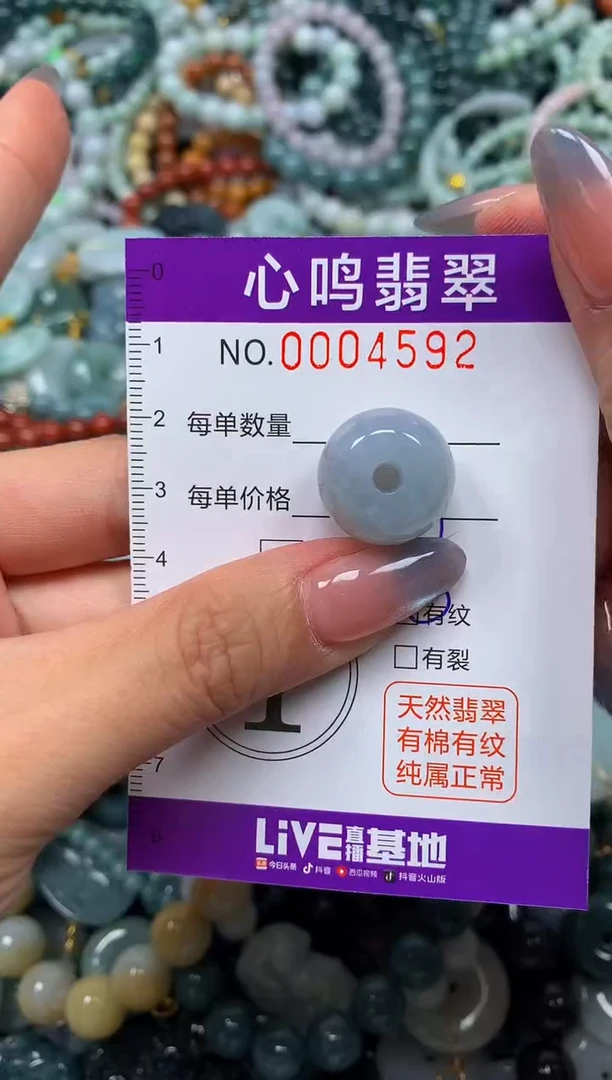 心鸣翡翠
0
1
NO.0004592
2
每单数量
3
每单价格
4
有纹
有裂
天然翡翠
有棉有纹
纯属正常
1
7
8
LiVE直播基地
今日头条 抖音 西瓜视频 抖音火山版